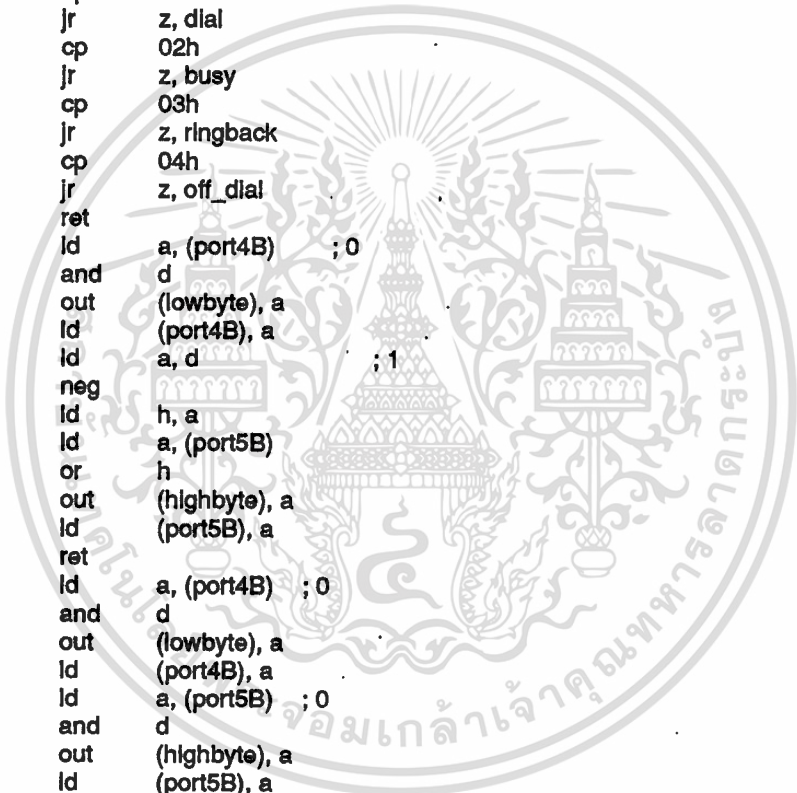 jr z, dial
cp 02h
jr z, busy
cp 03h
jr z, ringback
cp 04h
jr z, off_dial
ret
ld a, (port4B) ; 0
and d
out (lowbyte), a
ld (port4B), a
ld a, d ; 1
neg
ld h, a
ld a, (port5B)
or h
out (highbyte), a
ld (port5B), a
ret
ld a, (port4B) ; 0
and d
out (lowbyte), a
ld (port4B), a
ld a, (port5B) ; 0
and d
out (highbyte), a
ld (port5B), a